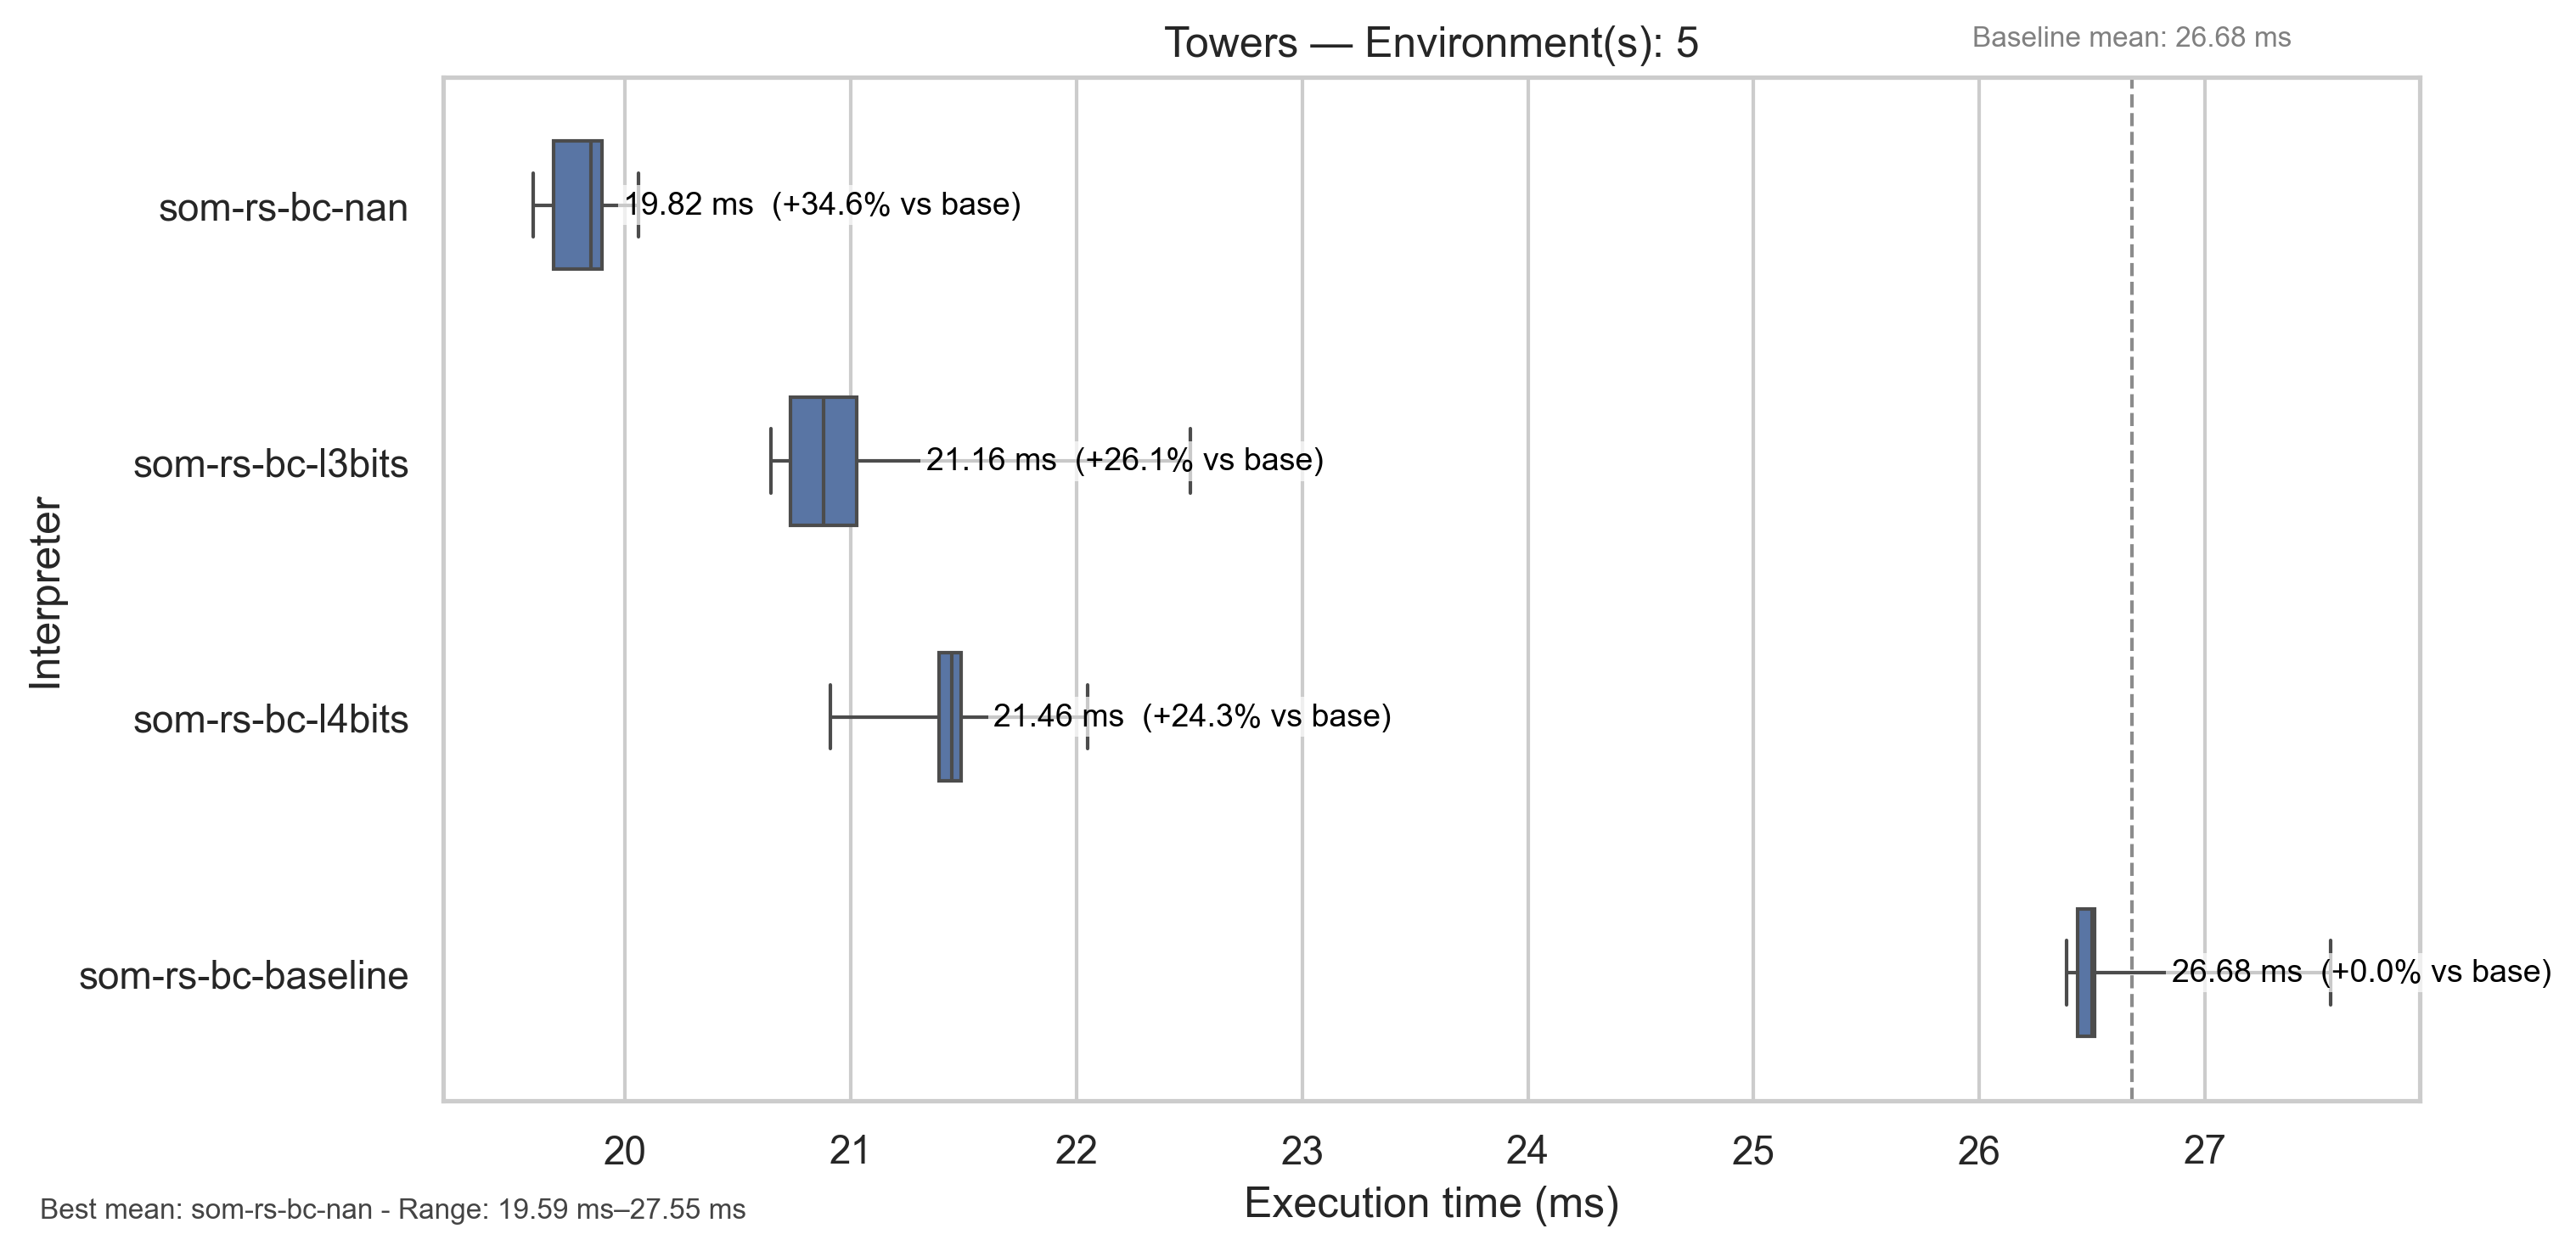 Towers — Environment(s): 5
Baseline mean: 26.68 ms
Interpreter
som-rs-bc-nan
19.82 ms (+34.6% vs base)
som-rs-bc-l3bits
21.16 ms (+26.1% vs base)
som-rs-bc-l4bits
21.46 ms (+24.3% vs base)
som-rs-bc-baseline
26.68 ms (+0.0% vs base)
20 21 22 23 24 25 26 27
Execution time (ms)
Best mean: som-rs-bc-nan - Range: 19.59 ms–27.55 ms